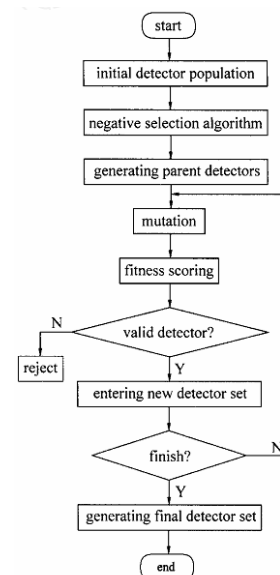 start
initial detector population
negative selection algorithm
generating parent detectors
mutation
fitness scoring
N
valid detector?
reject
Y
entering new detector set
finish?
N
Y
generating final detector set
end